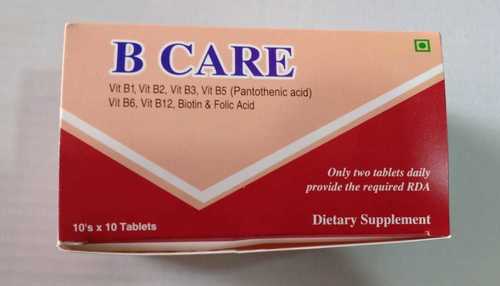 B CARE
Vit B1, Vit B2, Vit B3, Vit B5 (Pantothenic acid)
Vit B6, Vit B12, Biotin & Folic Acid
Only two tablets daily
provide the required RDA
10's x 10 Tablets
Dietary Supplement